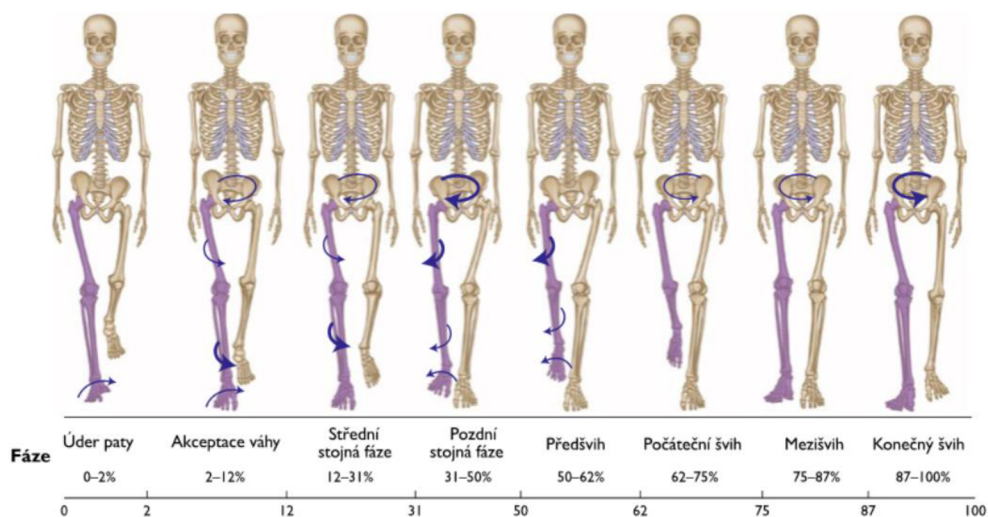 Fáze
Úder paty
0–2%
Akceptace váhy
2–12%
Střední
stojná fáze
12–31%
Pozdní
stojná fáze
31–50%
Předšvih
50–62%
Počáteční švih
62–75%
Mezišvih
75–87%
Konečný švih
87–100%
0 2 12 31 50 62 75 87 100